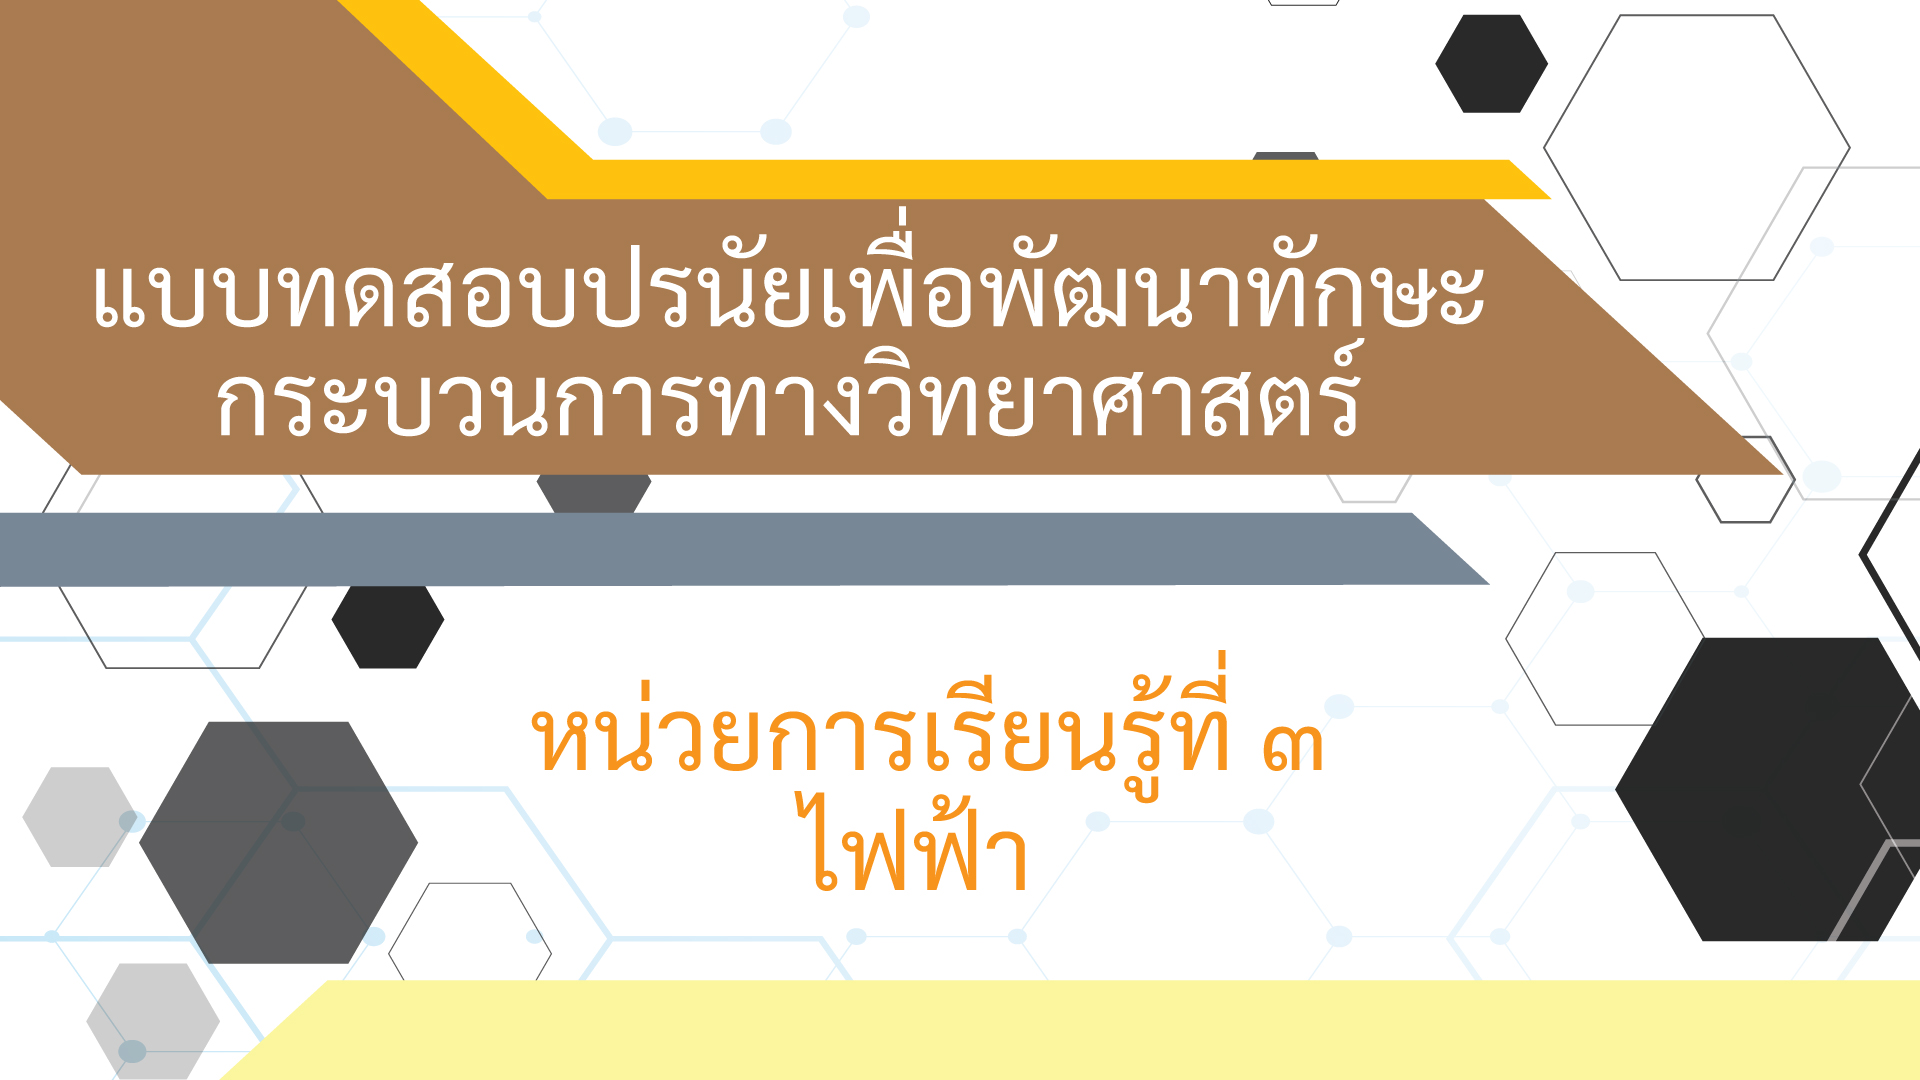 แบบทดสอบปรนัยเพื่อพัฒนาทักษะ
กระบวนการทางวิทยาศาสตร์
หน่วยการเรียนรู้ที่ ๓
ไฟฟ้า